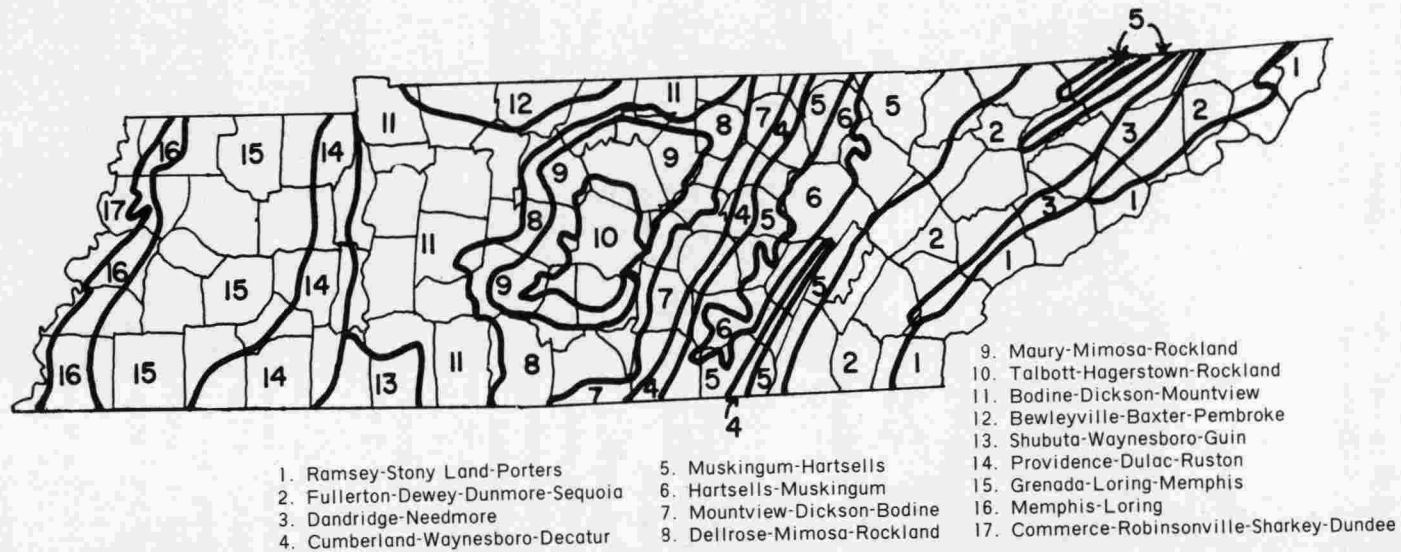 5
1
12 11 5 5 2
11 8 7 4 6 2 3
16 15 14 9 9
17 8 4 5 6 3 1
11 10 2
16 15 14 9 7 5 1
6
16 15 14 13 11 8 7 4 5 5 2 1
4
1. Ramsey-Stony Land-Porters
2. Fullerton-Dewey-Dunmore-Sequoia
3. Dandridge-Needmore
4. Cumberland-Waynesboro-Decatur
5. Muskingum-Hartsells
6. Hartsells-Muskingum
7. Mountview-Dickson-Bodine
8. Dellrose-Mimosa-Rockland
9. Maury-Mimosa-Rockland
10. Talbott-Hagerstown-Rockland
11. Bodine-Dickson-Mountview
12. Bewleyville-Baxter-Pembroke
13. Shubuta-Waynesboro-Guin
14. Providence-Dulac-Ruston
15. Grenada-Loring-Memphis
16. Memphis-Loring
17. Commerce-Robinsonville-Sharkey-Dundee